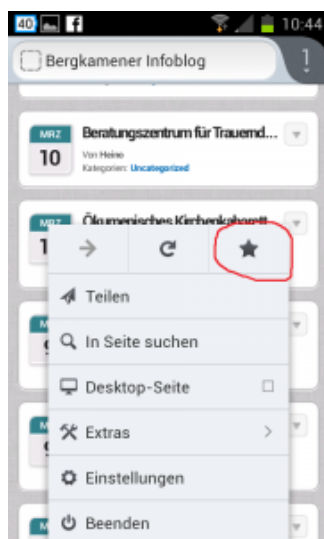 40 10:44
Bergkamener Infoblog 1
MRZ Beratungszentrum für Trauernd...
10 Von Heino
Kategorien: Uncategorized
MRZ Ökumenisches Kirchenkabarett
Teilen
In Seite suchen
Desktop-Seite
Extras
Einstellungen
Beenden